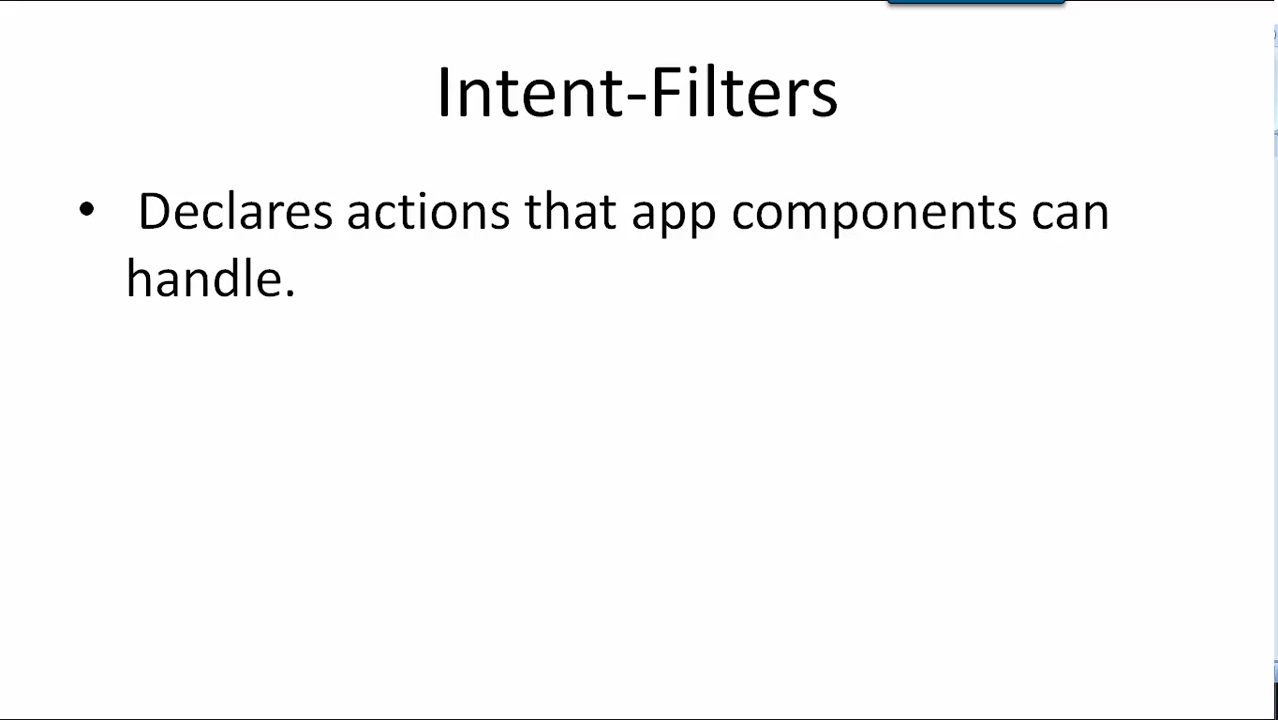 Intent-Filters
• Declares actions that app components can
handle.